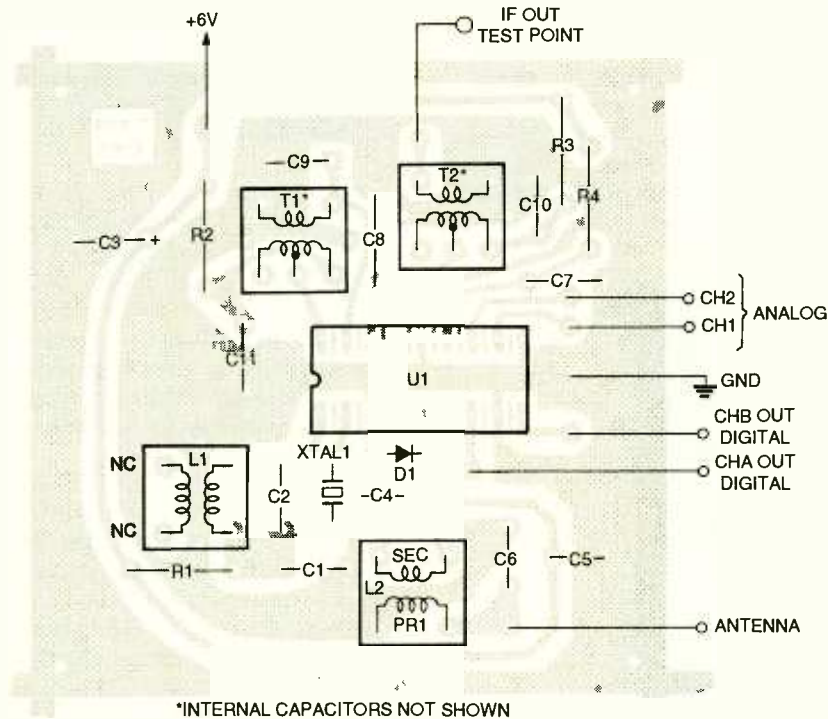 +6V
IF OUT
TEST POINT
C9
T1*
T2*
R3
C10
R4
C3 +
R2
C8
C7
CH2
CH1
ANALOG
C11
U1
GND
CHB OUT
DIGITAL
XTAL1
D1
CHA OUT
DIGITAL
NC
L1
C2
C4
NC
R1
C1
SEC
L2
PR1
C6
C5
ANTENNA
*INTERNAL CAPACITORS NOT SHOWN